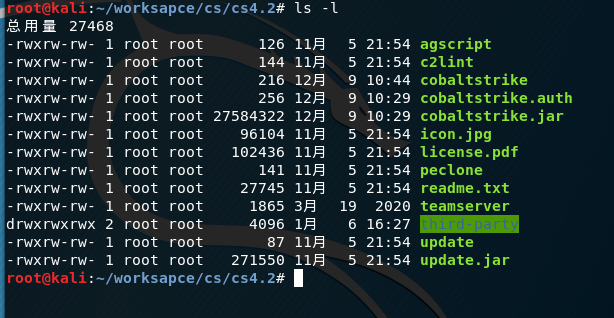 root@kali:~/worksapce/cs/cs4.2# ls -l
总用量 27468
-rwxrw-rw- 1 root root      126 11月  5 21:54 agscript
-rwxrw-rw- 1 root root      144 11月  5 21:54 c2lint
-rwxrw-rw- 1 root root      216 12月  9 10:44 cobaltstrike
-rwxrw-rw- 1 root root      256 12月  9 10:29 cobaltstrike.auth
-rwxrw-rw- 1 root root 27584322 12月  9 10:29 cobaltstrike.jar
-rwxrw-rw- 1 root root    96104 11月  5 21:54 icon.jpg
-rwxrw-rw- 1 root root   102436 11月  5 21:54 license.pdf
-rwxrw-rw- 1 root root      141 11月  5 21:54 peclone
-rwxrw-rw- 1 root root    27745 11月  5 21:54 readme.txt
-rwxrw-rw- 1 root root     1865 3月  19  2020 teamserver
drwxrwxrwx 2 root root     4096 1月   6 16:27 third-party
-rwxrw-rw- 1 root root       87 11月  5 21:54 update
-rwxrw-rw- 1 root root   271550 11月  5 21:54 update.jar
root@kali:~/worksapce/cs/cs4.2#